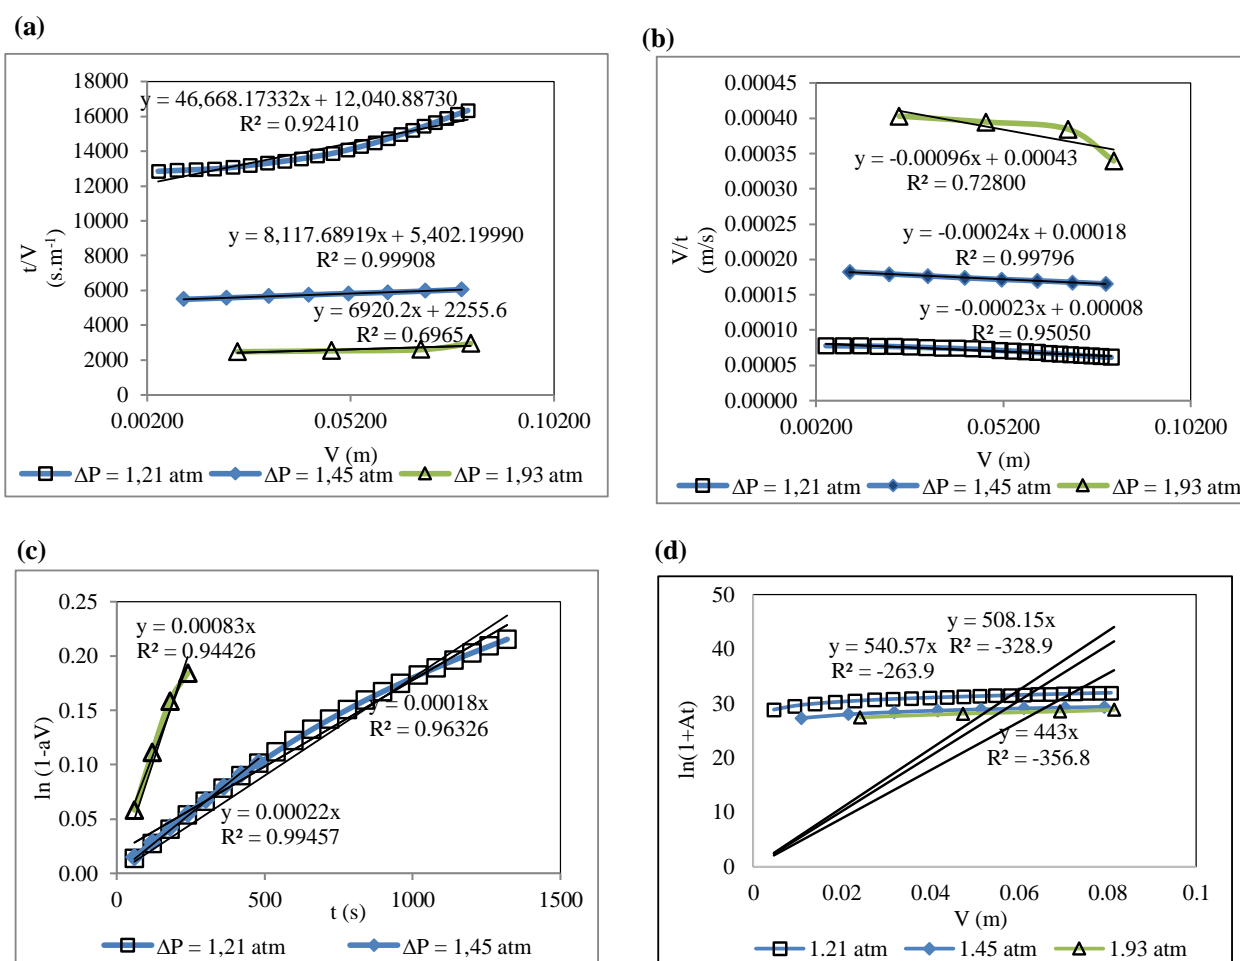 (a)
18000
16000
14000
12000
10000
8000
6000
4000
2000
0
t/V
(s.m-1)
y = 46,668.17332x + 12,040.88730
R² = 0.92410
y = 8,117.68919x + 5,402.19990
R² = 0.99908
y = 6920.2x + 2255.6
R² = 0.6965
0.00200 0.05200 0.10200
V (m)
ΔP = 1,21 atm ΔP = 1,45 atm ΔP = 1,93 atm
(b)
0.00045
0.00040
0.00035
0.00030
0.00025
0.00020
0.00015
0.00010
0.00005
0.00000
V/t
(m/s)
y = -0.00096x + 0.00043
R² = 0.72800
y = -0.00024x + 0.00018
R² = 0.99796
y = -0.00023x + 0.00008
R² = 0.95050
0.00200 0.05200 0.10200
V (m)
ΔP = 1,21 atm ΔP = 1,45 atm ΔP = 1,93 atm
(c)
0.25
0.20
0.15
0.10
0.05
0.00
ln (1-aV)
y = 0.00083x
R² = 0.94426
y = 0.00018x
R² = 0.96326
y = 0.00022x
R² = 0.99457
0 500 1000 1500
t (s)
ΔP = 1,21 atm ΔP = 1,45 atm
(d)
50
40
30
20
10
0
ln(1+At)
y = 508.15x
R² = -328.9
y = 540.57x
R² = -263.9
y = 443x
R² = -356.8
0 0.02 0.04 0.06 0.08 0.1
V (m)
1.21 atm 1.45 atm 1.93 atm